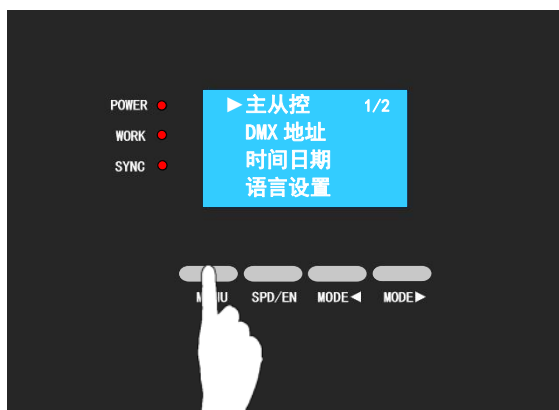 POWER
WORK
SYNC
▶主从控 1/2
DMX 地址
时间日期
语言设置
SPD/EN MODE◀ MODE▶